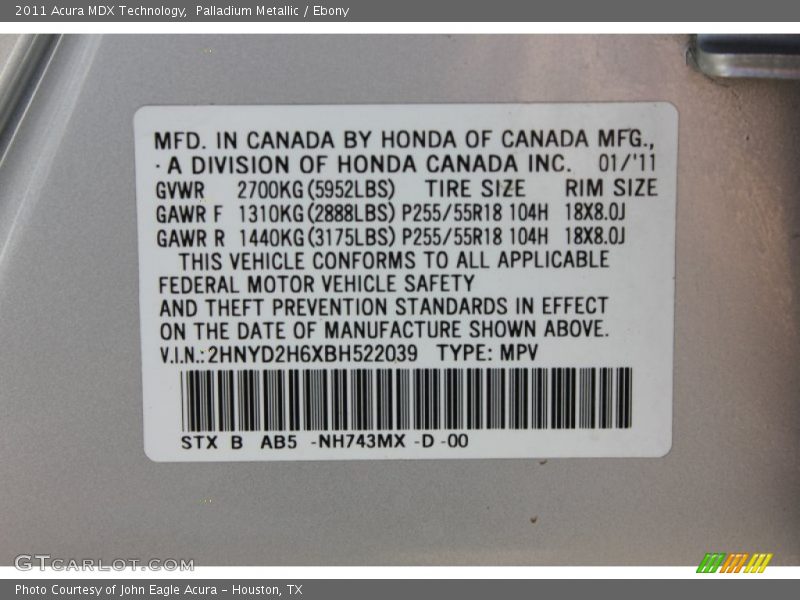 2011 Acura MDX Technology, Palladium Metallic / Ebony
MFD. IN CANADA BY HONDA OF CANADA MFG.,
· A DIVISION OF HONDA CANADA INC. 01/'11
GVWR 2700KG(5952LBS) TIRE SIZE RIM SIZE
GAWR F 1310KG(2888LBS) P255/55R18 104H 18X8.0J
GAWR R 1440KG(3175LBS) P255/55R18 104H 18X8.0J
THIS VEHICLE CONFORMS TO ALL APPLICABLE
FEDERAL MOTOR VEHICLE SAFETY
AND THEFT PREVENTION STANDARDS IN EFFECT
ON THE DATE OF MANUFACTURE SHOWN ABOVE.
V.I.N.:2HNYD2H6XBH522039 TYPE: MPV
STX B AB5 -NH743MX -D -00
GTCARLOT.COM
Photo Courtesy of John Eagle Acura - Houston, TX